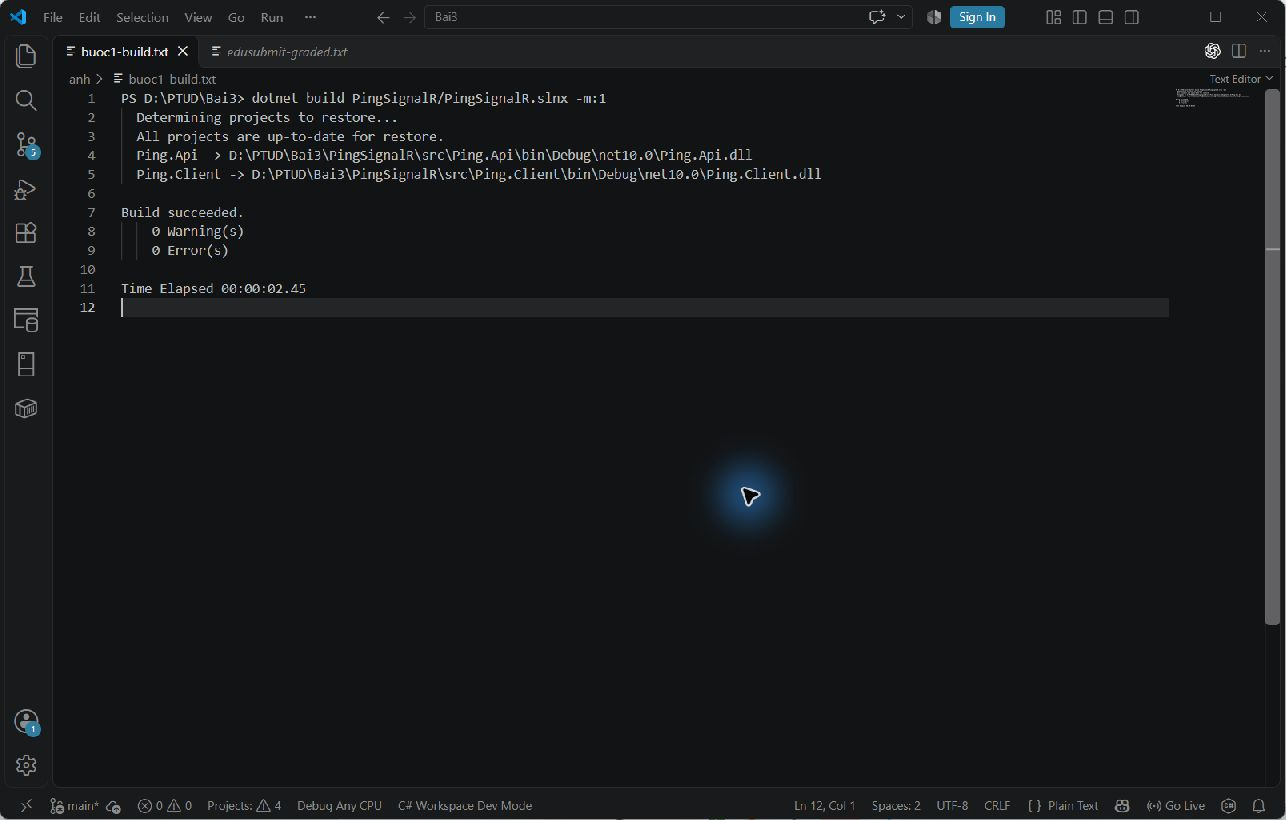 File Edit Selection View Go Run ··· Bai3 Sign In
buoc1-build.txt edusubmit-graded.txt
anh > buoc1-build.txt Text Editor
1 PS D:\PTUD\Bai3> dotnet build PingSignalR/PingSignalR.slnx -m:1
2 Determining projects to restore...
3 All projects are up-to-date for restore.
4 Ping.Api -> D:\PTUD\Bai3\PingSignalR\src\Ping.Api\bin\Debug\net10.0\Ping.Api.dll
5 Ping.Client -> D:\PTUD\Bai3\PingSignalR\src\Ping.Client\bin\Debug\net10.0\Ping.Client.dll
6
7 Build succeeded.
8 0 Warning(s)
9 0 Error(s)
10
11 Time Elapsed 00:00:02.45
12
5
1
main* 0 0 Projects: 4 Debug Any CPU C# Workspace Dev Mode Ln 12, Col 1 Spaces: 2 UTF-8 CRLF { } Plain Text Go Live